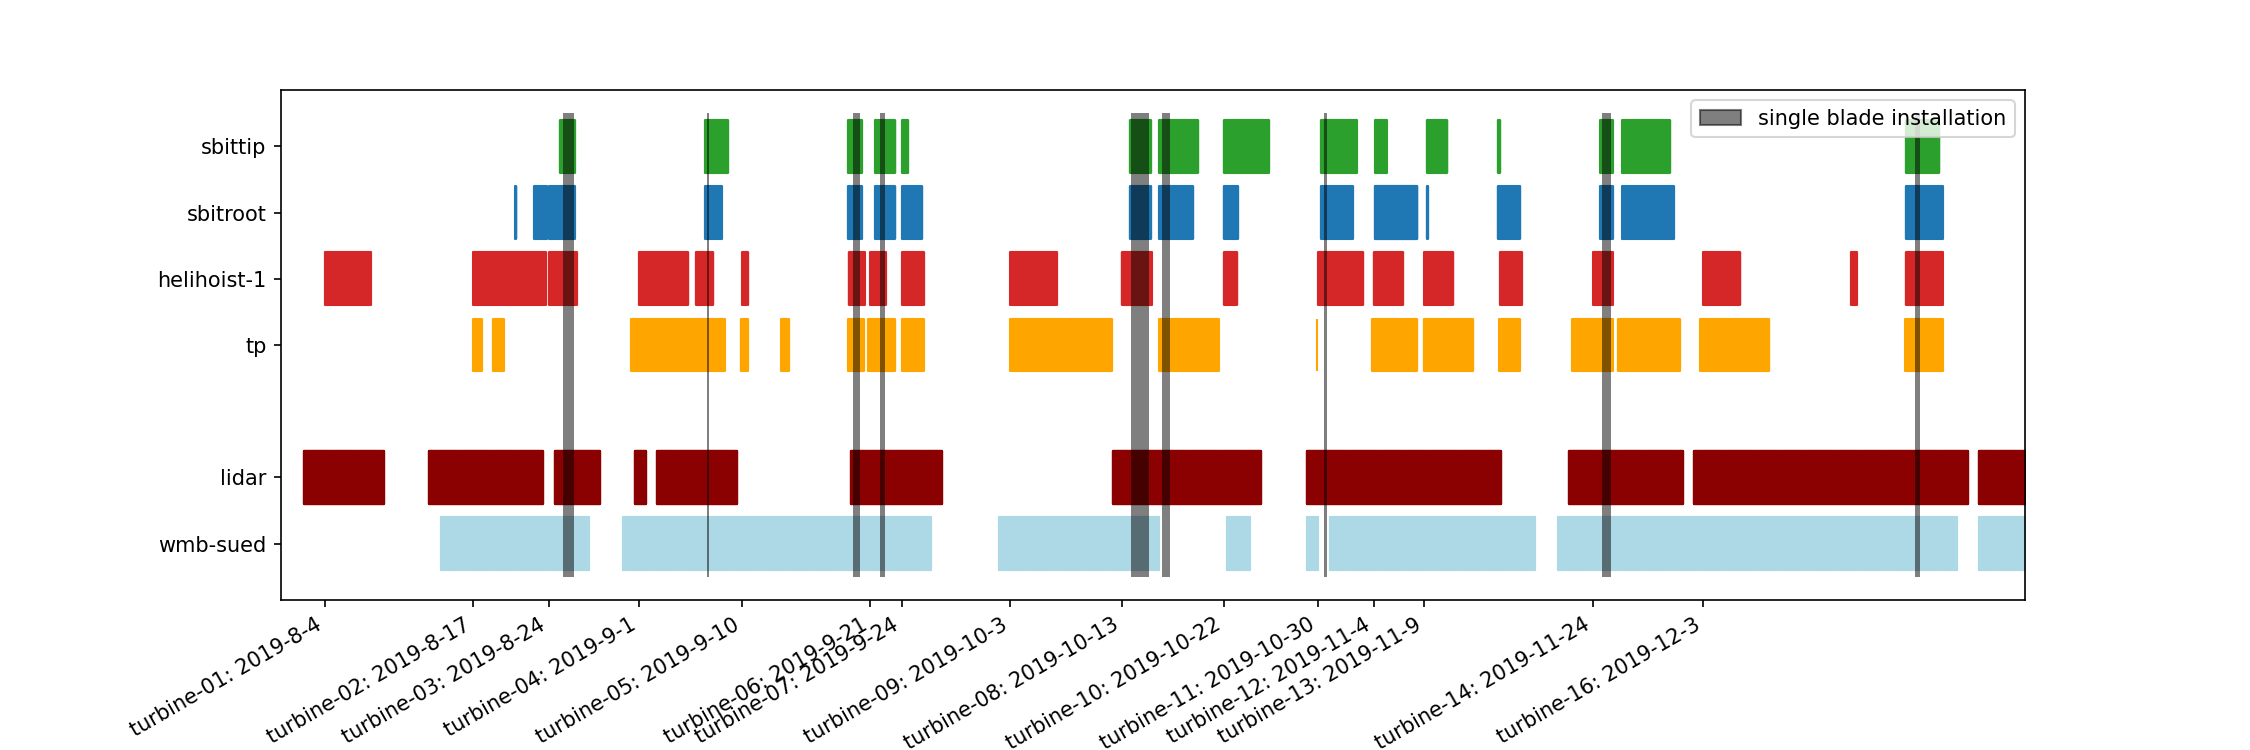 single blade installation
sbittip
sbitroot
helihoist-1
tp
lidar
wmb-sued
turbine-01: 2019-8-4
turbine-02: 2019-8-17
turbine-03: 2019-8-24
turbine-04: 2019-9-1
turbine-05: 2019-9-10
turbine-06: 2019-9-21
turbine-07: 2019-9-24
turbine-09: 2019-10-3
turbine-08: 2019-10-13
turbine-10: 2019-10-22
turbine-11: 2019-10-30
turbine-12: 2019-11-4
turbine-13: 2019-11-9
turbine-14: 2019-11-24
turbine-16: 2019-12-3